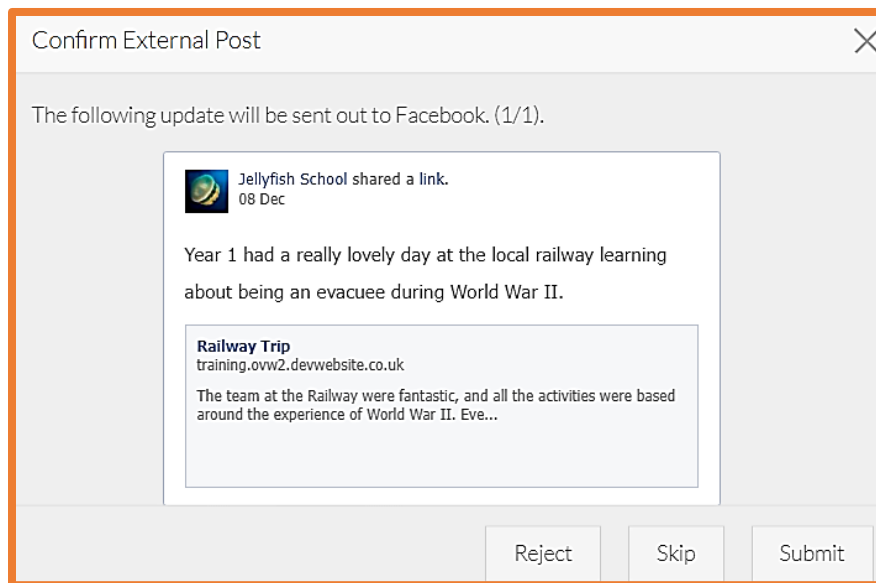 Confirm External Post
The following update will be sent out to Facebook. (1/1).
Jellyfish School shared a link.
08 Dec
Year 1 had a really lovely day at the local railway learning
about being an evacuee during World War II.
Railway Trip
training.ovw2.devwebsite.co.uk
The team at the Railway were fantastic, and all the activities were based
around the experience of World War II. Eve...
Reject Skip Submit